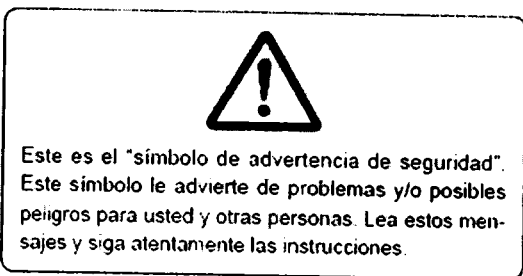 Este es el "símbolo de advertencia de seguridad".
Este símbolo le advierte de problemas y/o posibles
peligros para usted y otras personas. Lea estos men-
sajes y siga atentamente las instrucciones.